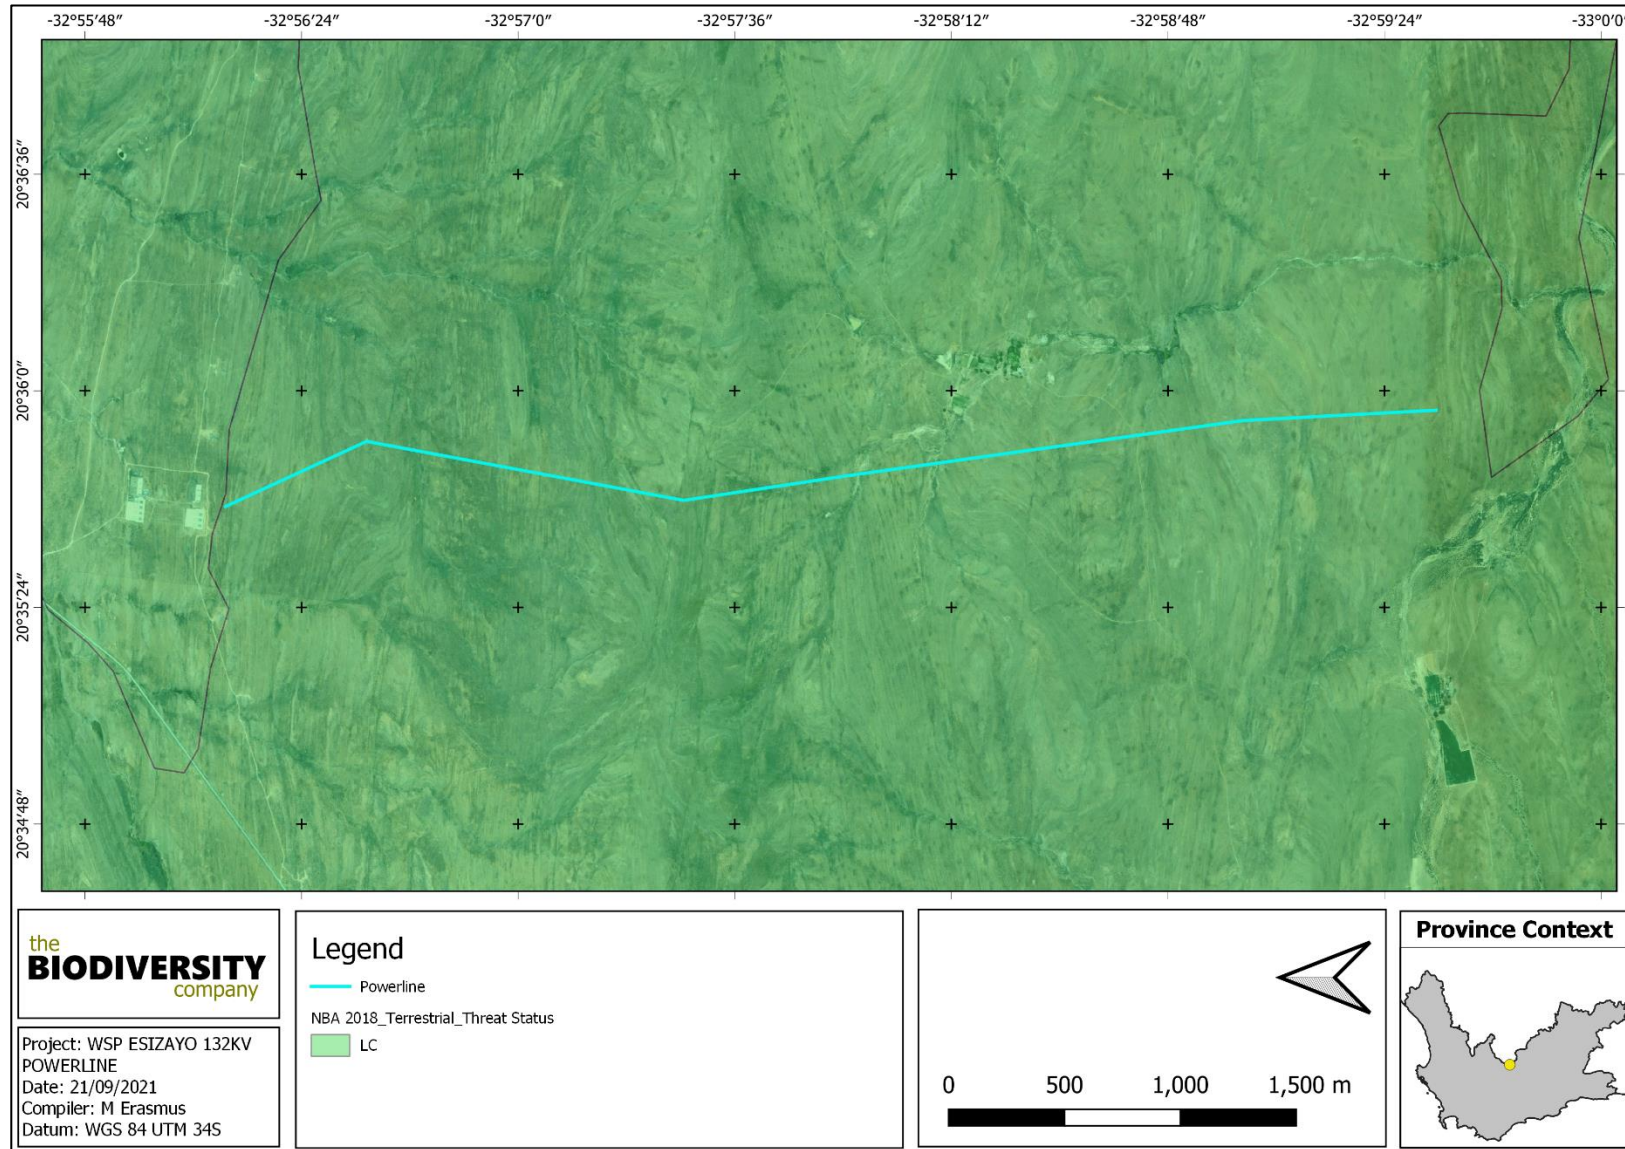 -32°55′48″ -32°56′24″ -32°57′0″ -32°57′36″ -32°58′12″ -32°58′48″ -32°59′24″ -33°0′0″
20°36′36″
20°36′0″
20°35′24″
20°34′48″
the
BIODIVERSITY
company
Project: WSP ESIZAYO 132KV
POWERLINE
Date: 21/09/2021
Compiler: M Erasmus
Datum: WGS 84 UTM 34S
Legend
Powerline
NBA 2018_Terrestrial_Threat Status
LC
0 500 1,000 1,500 m
Province Context